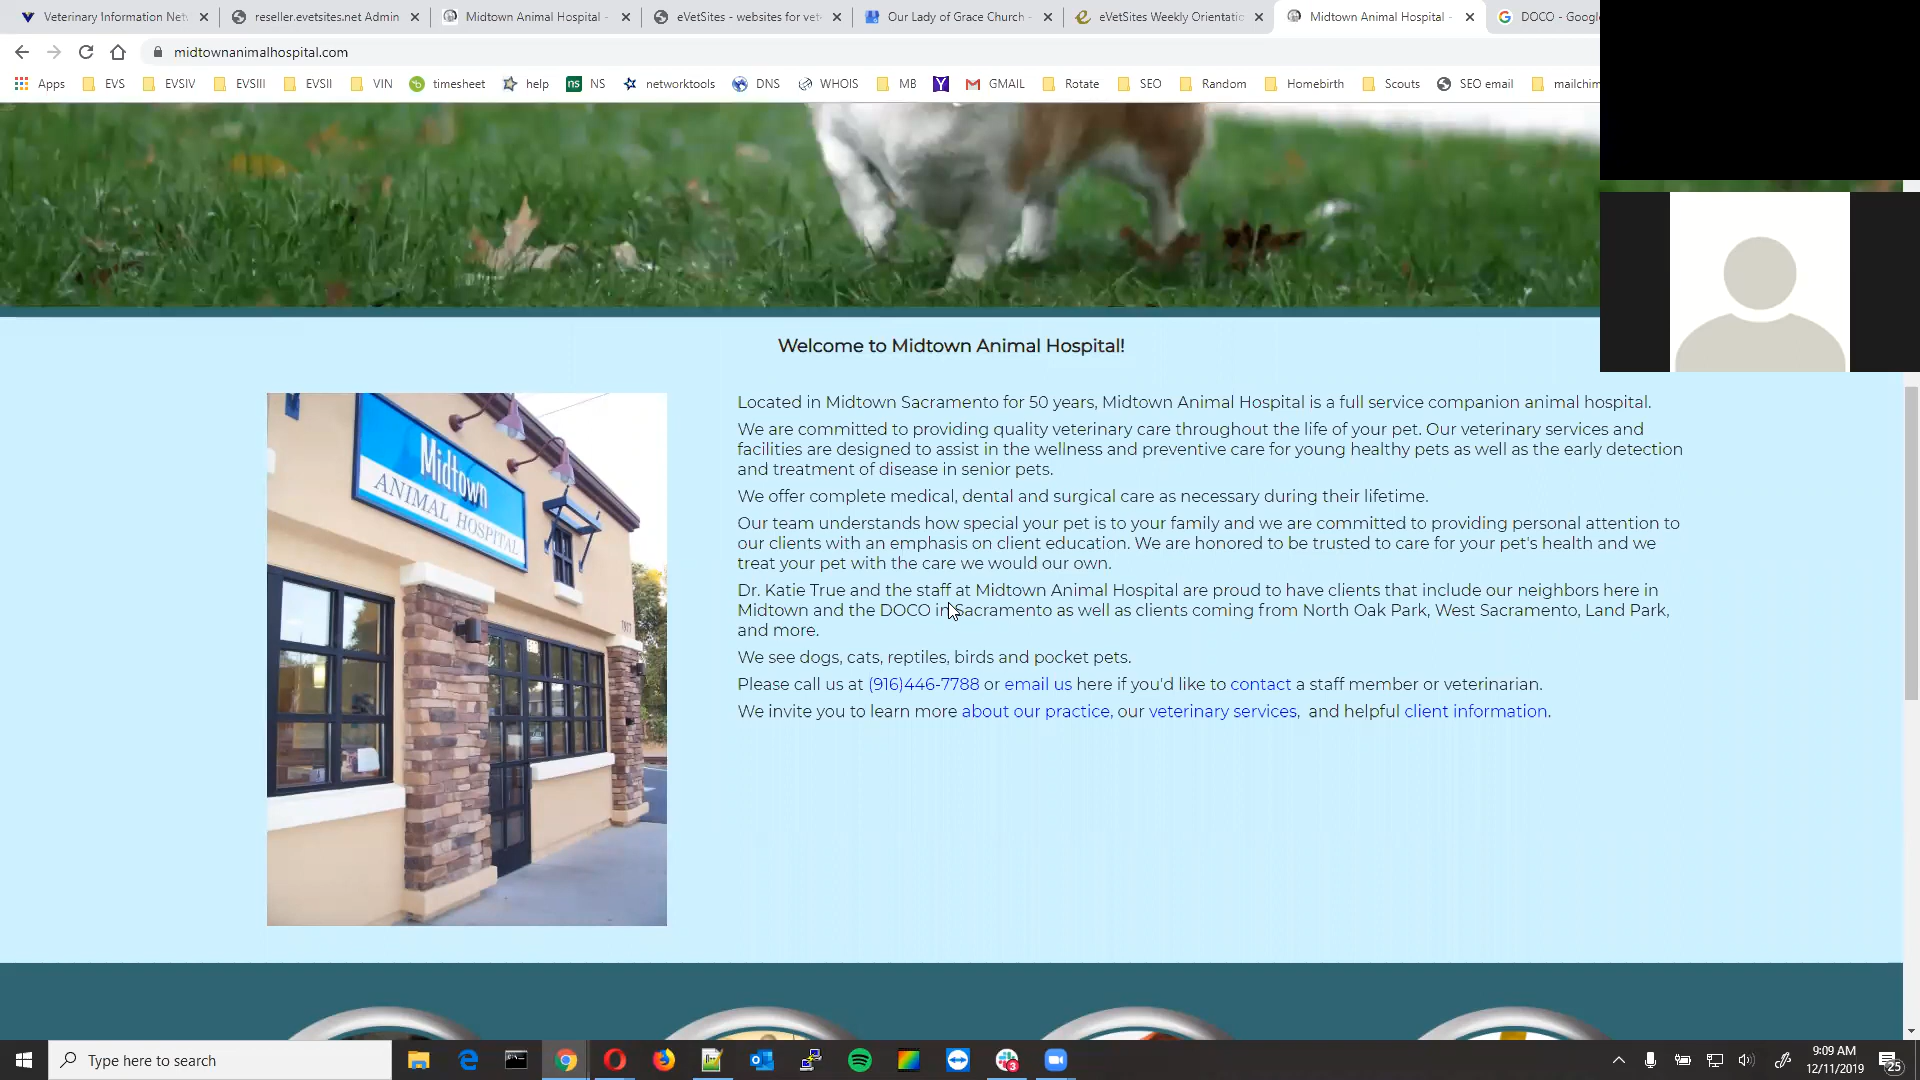 Veterinary Information Net
reseller.evetsites.net Admin
Midtown Animal Hospital -
eVetSites - websites for vet
Our Lady of Grace Church -
eVetSites Weekly Orientatio
Midtown Animal Hospital -
DOCO - Google
midtownanimalhospital.com
Apps EVS EVSIV EVSIII EVSII VIN timesheet help NS networktools DNS WHOIS MB GMAIL Rotate SEO Random Homebirth Scouts SEO email mailchim
Welcome to Midtown Animal Hospital!
Midtown
ANIMAL HOSPITAL
Located in Midtown Sacramento for 50 years, Midtown Animal Hospital is a full service companion animal hospital.
We are committed to providing quality veterinary care throughout the life of your pet. Our veterinary services and
facilities are designed to assist in the wellness and preventive care for young healthy pets as well as the early detection
and treatment of disease in senior pets.
We offer complete medical, dental and surgical care as necessary during their lifetime.
Our team understands how special your pet is to your family and we are committed to providing personal attention to
our clients with an emphasis on client education. We are honored to be trusted to care for your pet's health and we
treat your pet with the care we would our own.
Dr. Katie True and the staff at Midtown Animal Hospital are proud to have clients that include our neighbors here in
Midtown and the DOCO in Sacramento as well as clients coming from North Oak Park, West Sacramento, Land Park,
and more.
We see dogs, cats, reptiles, birds and pocket pets.
Please call us at (916)446-7788 or email us here if you'd like to contact a staff member or veterinarian.
We invite you to learn more about our practice, our veterinary services, and helpful client information.
Type here to search
9:09 AM
12/11/2019
25
3